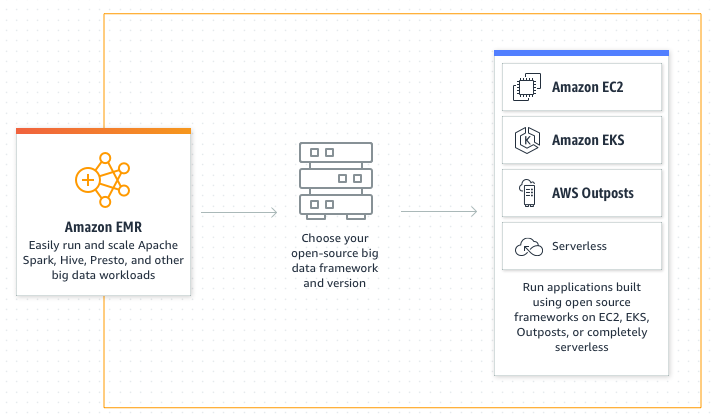 Amazon EMR
Easily run and scale Apache
Spark, Hive, Presto, and other
big data workloads
Choose your
open-source big
data framework
and version
Amazon EC2
Amazon EKS
AWS Outposts
Serverless
Run applications built
using open source
frameworks on EC2, EKS,
Outposts, or completely
serverless